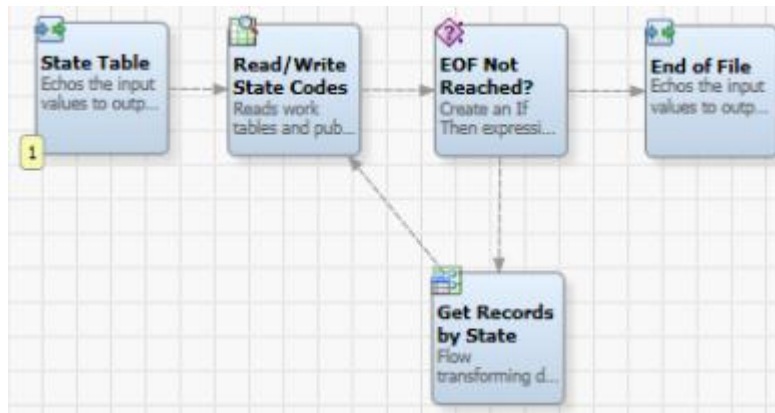 State Table
Echos the input
values to outp...
1
Read/Write
State Codes
Reads work
tables and pub...
?
EOF Not
Reached?
Create an If
Then expressi...
End of File
Echos the input
values to outp...
Get Records
by State
Flow
transforming d...